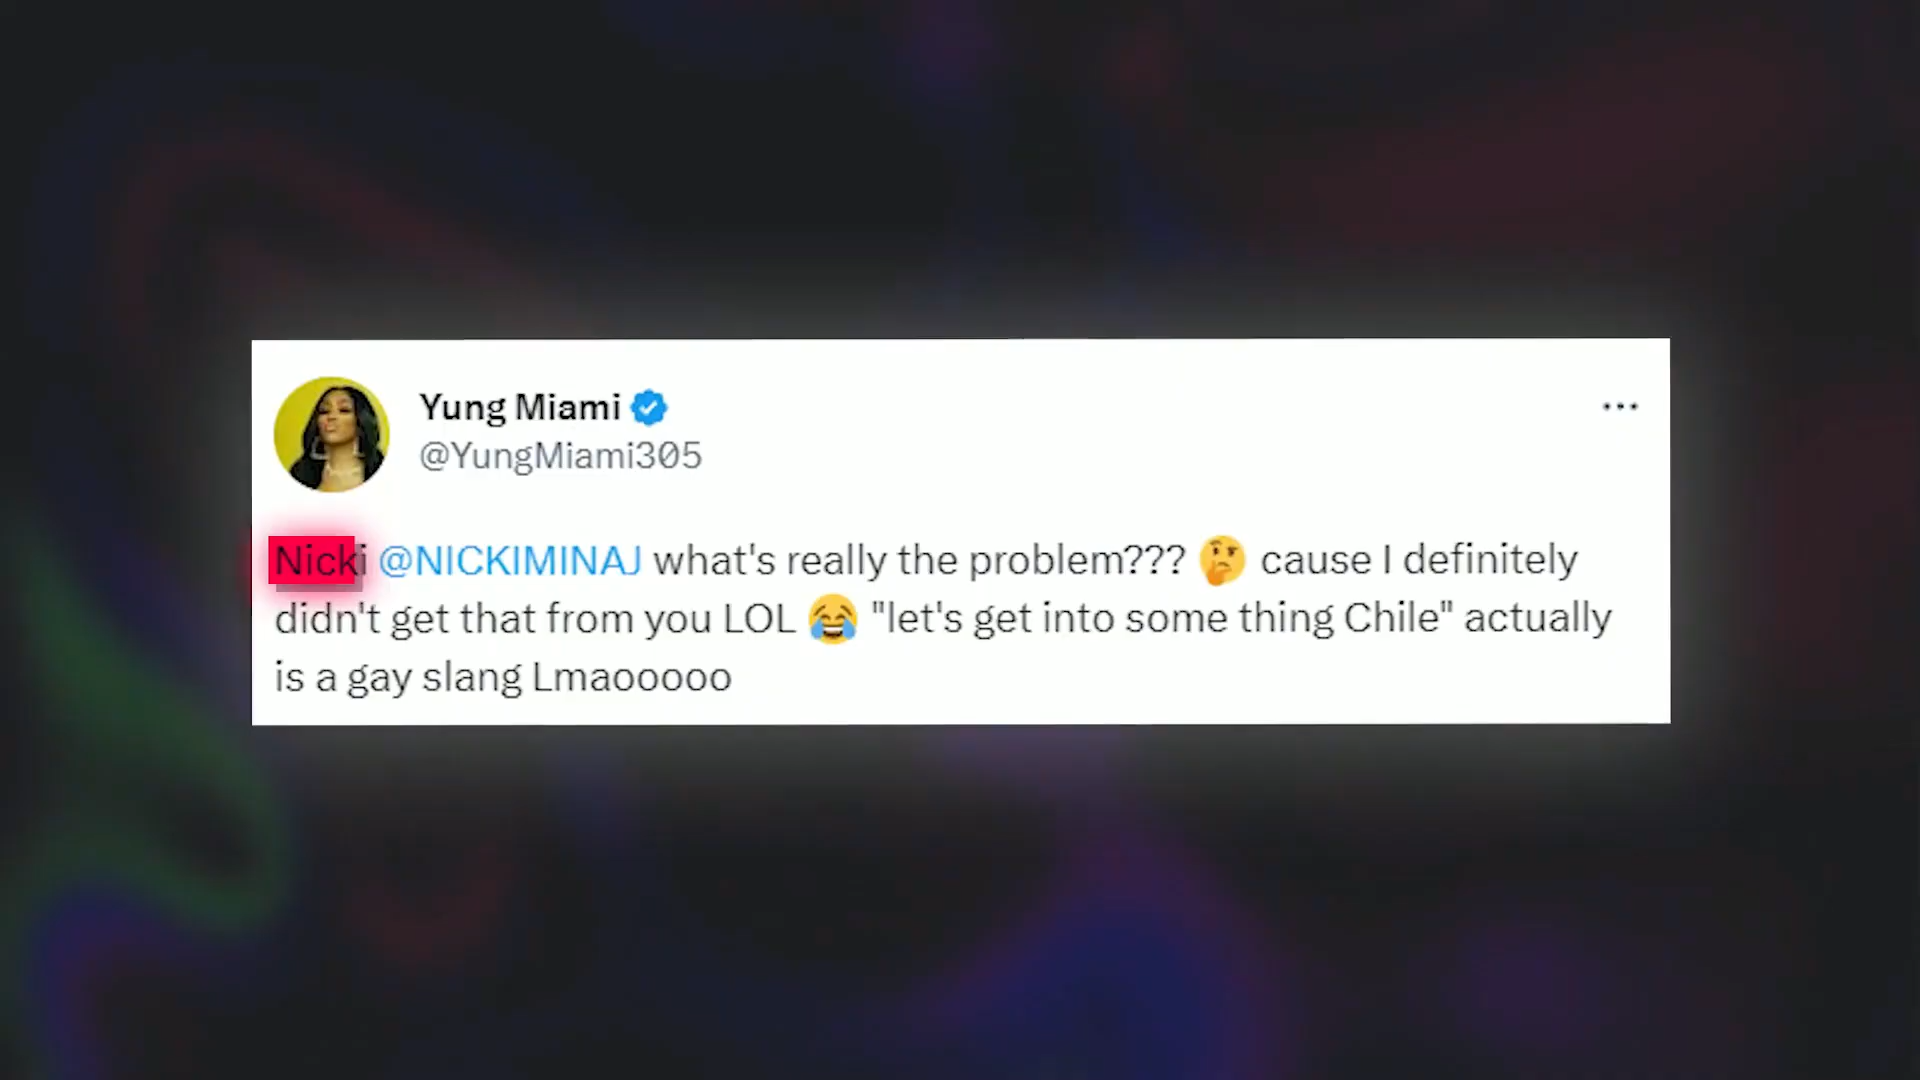 Yung Miami
@YungMiami305
Nicki @NICKIMINAJ what's really the problem??? 🤔 cause I definitely
didn't get that from you LOL 😂 "let's get into some thing Chile" actually
is a gay slang Lmaooooo